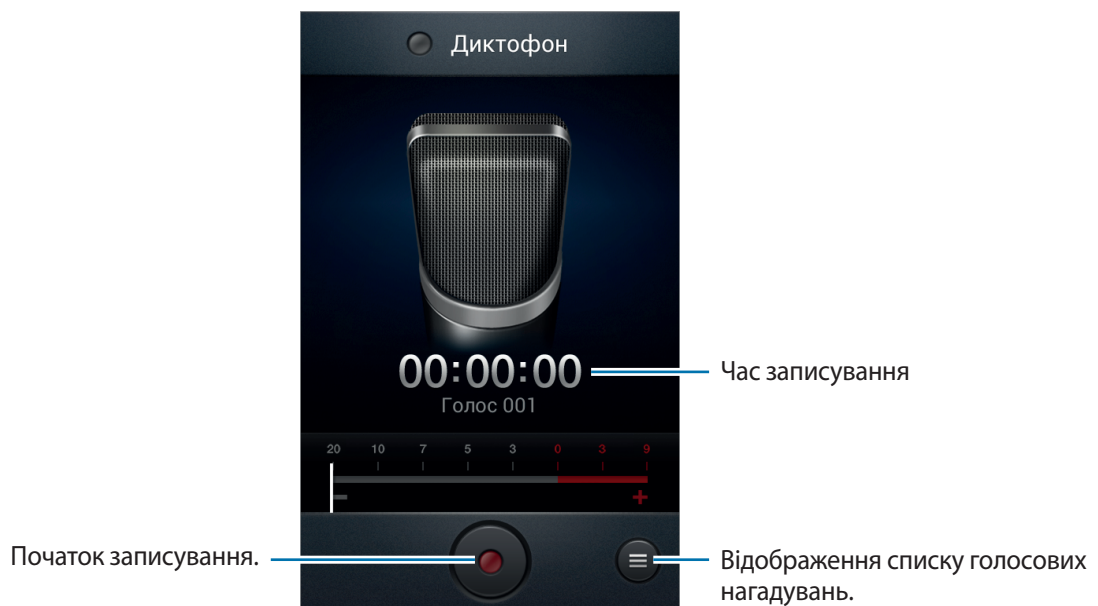 Диктофон
00:00:00
Час записування
Голос 001
20 10 7 5 3 0 3 9
− +
Початок записування.
Відображення списку голосових
нагадувань.